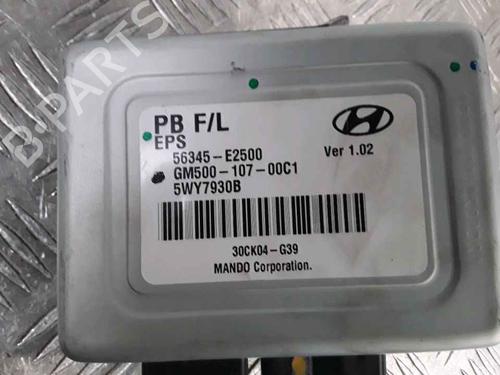 B-PARTS
PB F/L
EPS
56345-E2500
Ver 1.02
GM500-107-00C1
5WY7930B
30CK04-G39
MANDO Corporation.